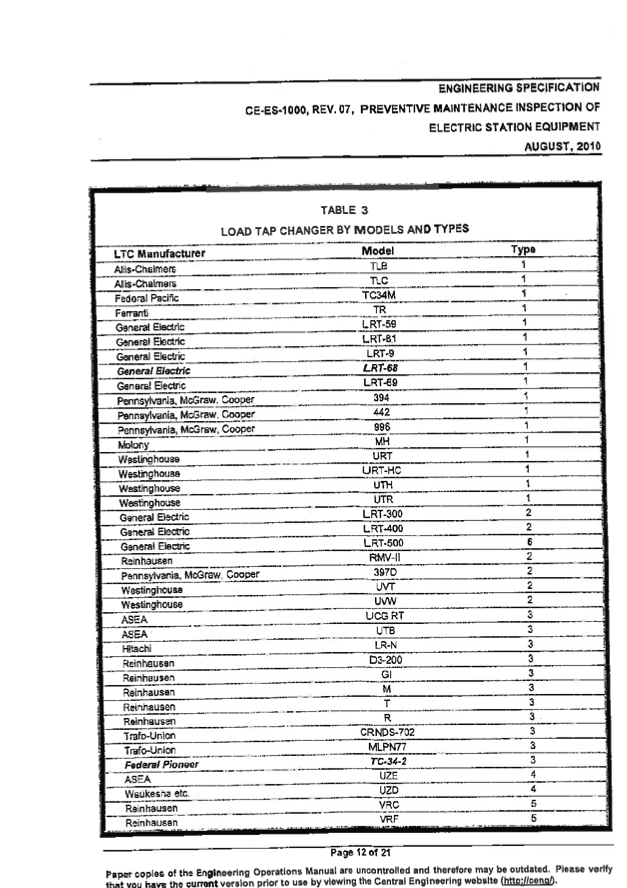 ENGINEERING SPECIFICATION
CE-ES-1000, REV. 07, PREVENTIVE MAINTENANCE INSPECTION OF
ELECTRIC STATION EQUIPMENT
AUGUST, 2010
TABLE 3
LOAD TAP CHANGER BY MODELS AND TYPES
LTC Manufacturer Model Type
Allis-Chalmers TLB 1
Allis-Chalmers TLC 1
Federal Pacific TC34M 1
Ferranti TR 1
General Electric LRT-59 1
General Electric LRT-81 1
General Electric LRT-9 1
General Electric LRT-68 1
General Electric LRT-69 1
Pennsylvania, McGraw, Cooper 394 1
Pennsylvania, McGraw, Cooper 442 1
Pennsylvania, McGraw, Cooper 996 1
Molony MH 1
Westinghouse URT 1
Westinghouse URT-HC 1
Westinghouse UTH 1
Westinghouse UTR 1
General Electric LRT-300 2
General Electric LRT-400 2
General Electric LRT-500 6
Reinhausen RMV-II 2
Pennsylvania, McGraw, Cooper 397D 2
Westinghouse UVT 2
Westinghouse UVW 2
ASEA UCG RT 3
ASEA UTB 3
Hitachi LR-N 3
Reinhausen D3-200 3
Reinhausen GI 3
Reinhausen M 3
Reinhausen T 3
Reinhausen R 3
Trafo-Union CRNDS-702 3
Trafo-Union MLPN77 3
Federal Pioneer TC-34-2 3
ASEA UZE 4
Waukesha etc. UZD 4
Reinhausen VRC 5
Reinhausen VRF 5
Page 12 of 21
Paper copies of the Engineering Operations Manual are uncontrolled and therefore may be outdated. Please verify
that you have the current version prior to use by viewing the Central Engineering website (http://ceng/).